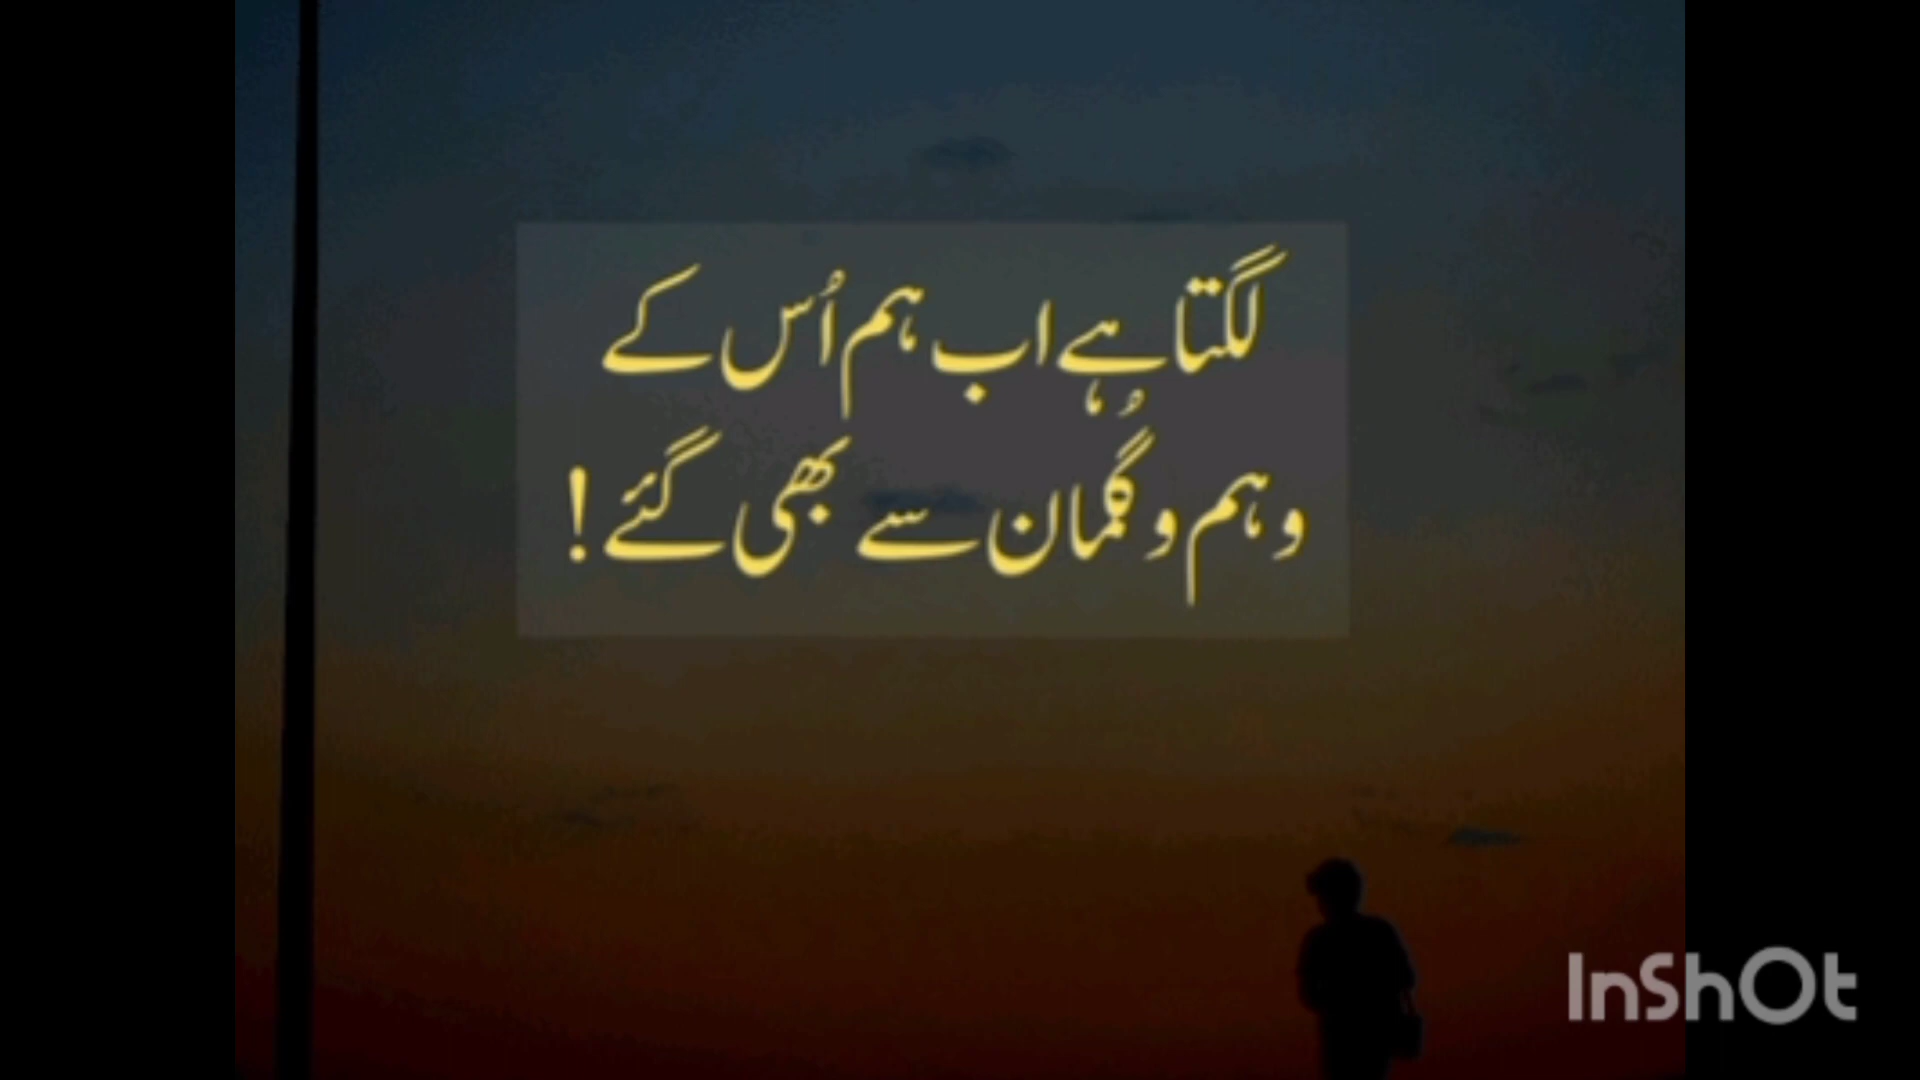 لگتا ہے اب ہم اُس کے
وہم و گُمان سے بھی گئے !
InShOt